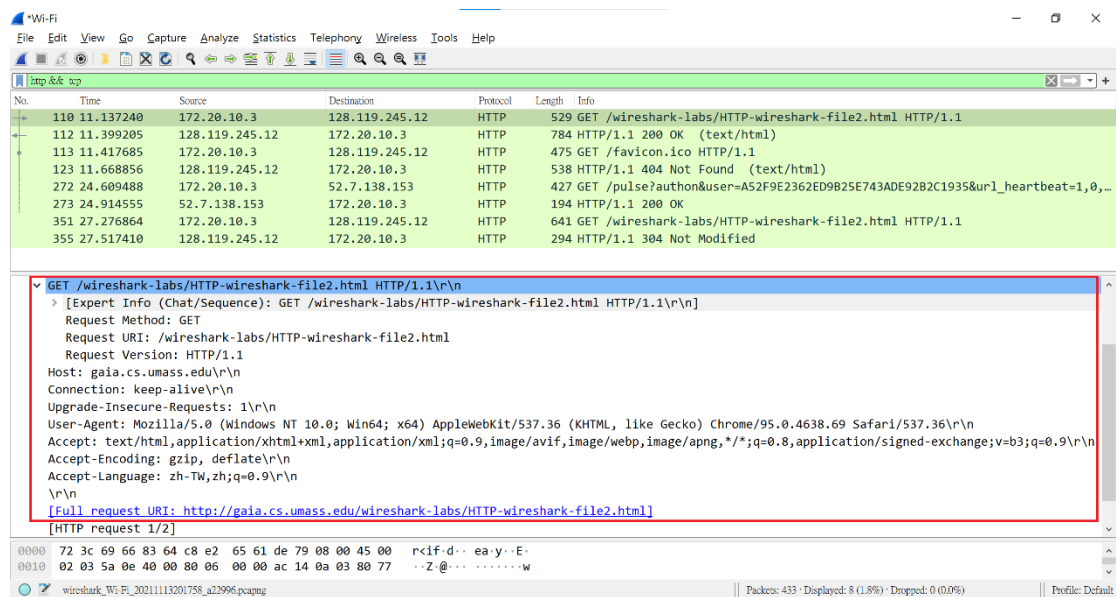 *Wi-Fi
File Edit View Go Capture Analyze Statistics Telephony Wireless Tools Help
http && tcp
No. Time Source Destination Protocol Length Info
110 11.137240 172.20.10.3 128.119.245.12 HTTP 529 GET /wireshark-labs/HTTP-wireshark-file2.html HTTP/1.1
112 11.399205 128.119.245.12 172.20.10.3 HTTP 784 HTTP/1.1 200 OK (text/html)
113 11.417685 172.20.10.3 128.119.245.12 HTTP 475 GET /favicon.ico HTTP/1.1
123 11.668856 128.119.245.12 172.20.10.3 HTTP 538 HTTP/1.1 404 Not Found (text/html)
272 24.609488 172.20.10.3 52.7.138.153 HTTP 427 GET /pulse?authon&user=A52F9E2362ED9B25E743ADE92B2C1935&url_heartbeat=1,0,…
273 24.914555 52.7.138.153 172.20.10.3 HTTP 194 HTTP/1.1 200 OK
351 27.276864 172.20.10.3 128.119.245.12 HTTP 641 GET /wireshark-labs/HTTP-wireshark-file2.html HTTP/1.1
355 27.517410 128.119.245.12 172.20.10.3 HTTP 294 HTTP/1.1 304 Not Modified
GET /wireshark-labs/HTTP-wireshark-file2.html HTTP/1.1\r\n
[Expert Info (Chat/Sequence): GET /wireshark-labs/HTTP-wireshark-file2.html HTTP/1.1\r\n]
Request Method: GET
Request URI: /wireshark-labs/HTTP-wireshark-file2.html
Request Version: HTTP/1.1
Host: gaia.cs.umass.edu\r\n
Connection: keep-alive\r\n
Upgrade-Insecure-Requests: 1\r\n
User-Agent: Mozilla/5.0 (Windows NT 10.0; Win64; x64) AppleWebKit/537.36 (KHTML, like Gecko) Chrome/95.0.4638.69 Safari/537.36\r\n
Accept: text/html,application/xhtml+xml,application/xml;q=0.9,image/avif,image/webp,image/apng,*/*;q=0.8,application/signed-exchange;v=b3;q=0.9\r\n
Accept-Encoding: gzip, deflate\r\n
Accept-Language: zh-TW,zh;q=0.9\r\n
\r\n
[Full request URI: http://gaia.cs.umass.edu/wireshark-labs/HTTP-wireshark-file2.html]
[HTTP request 1/2]
0000 72 3c 69 66 83 64 c8 e2 65 61 de 79 08 00 45 00 r<if·d·· ea·y··E·
0010 02 03 5a 0e 40 00 80 06 00 00 ac 14 0a 03 80 77 ··Z·@··· ·······w
wireshark_Wi-Fi_20211113201758_a22996.pcapng Packets: 433 · Displayed: 8 (1.8%) · Dropped: 0 (0.0%) Profile: Default